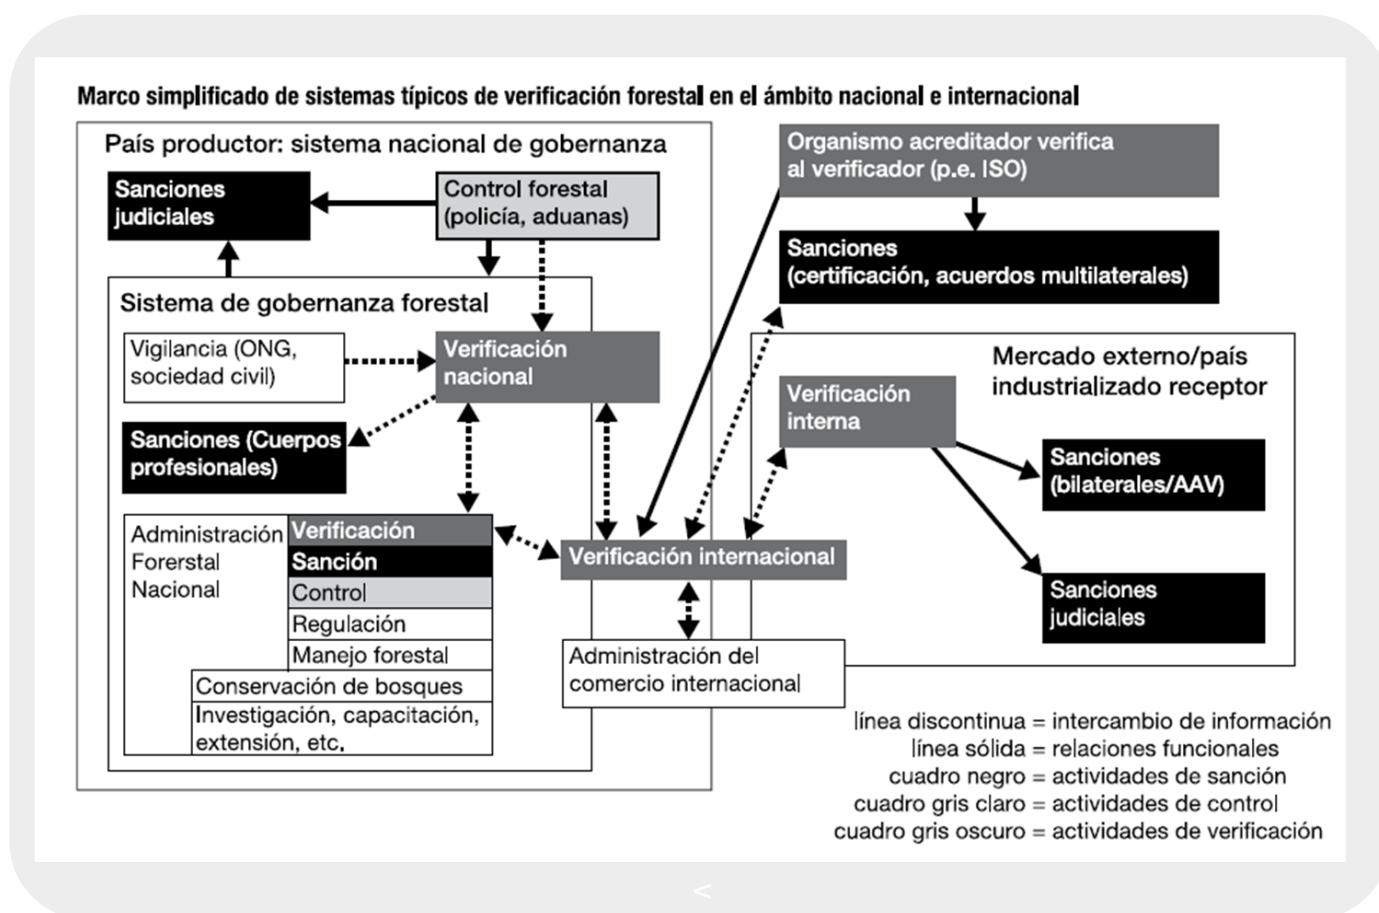 Marco simplificado de sistemas típicos de verificación forestal en el ámbito nacional e internacional
País productor: sistema nacional de gobernanza
Sanciones
judiciales
Control forestal
(policía, aduanas)
Sistema de gobernanza forestal
Vigilancia (ONG,
sociedad civil)
Verificación
nacional
Sanciones (Cuerpos
profesionales)
Administración
Forerstal
Nacional
Verificación
Sanción
Control
Regulación
Manejo forestal
Conservación de bosques
Investigación, capacitación,
extensión, etc.
Organismo acreditador verifica
al verificador (p.e. ISO)
Sanciones
(certificación, acuerdos multilaterales)
Mercado externo/país
industrializado receptor
Verificación
interna
Sanciones
(bilaterales/AAV)
Sanciones
judiciales
Verificación internacional
Administración del
comercio internacional
línea discontinua = intercambio de información
línea sólida = relaciones funcionales
cuadro negro = actividades de sanción
cuadro gris claro = actividades de control
cuadro gris oscuro = actividades de verificación
<